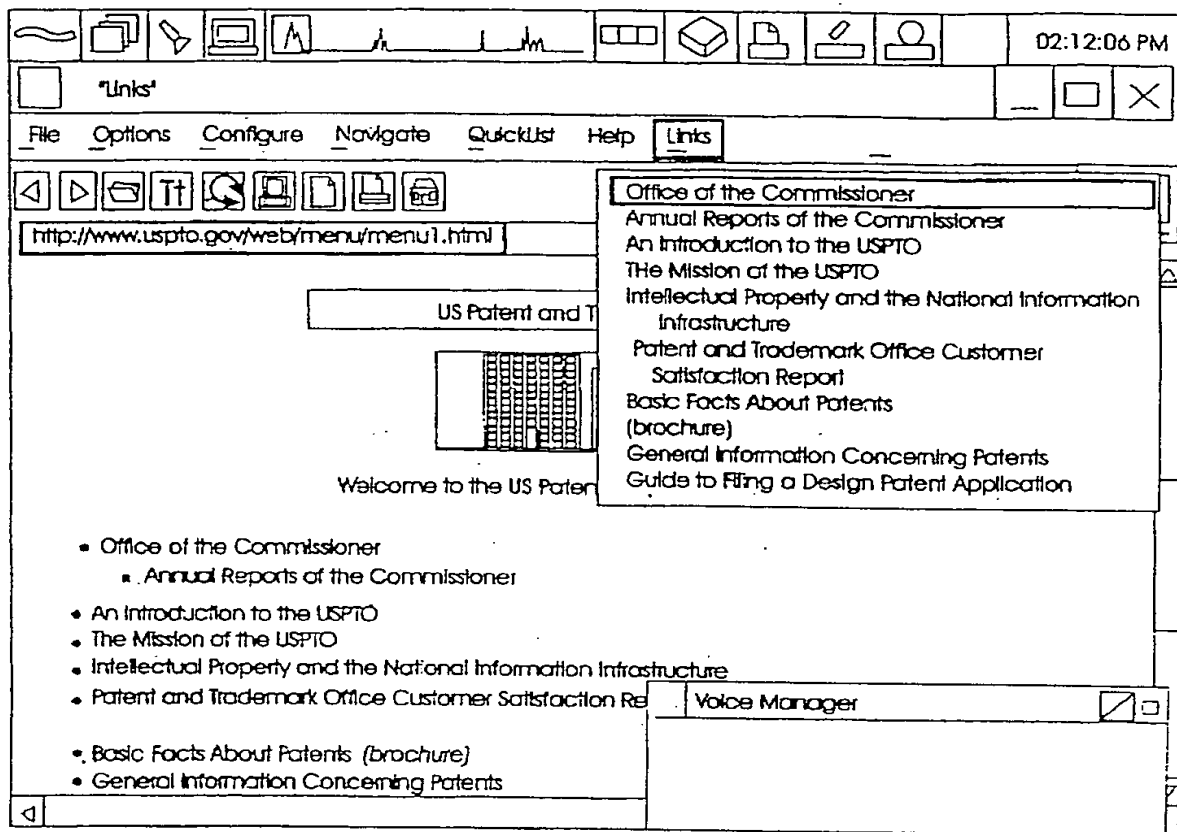 02:12:06 PM
"Links"
File Options Configure Navigate QuickList Help Links
Tt
http://www.uspto.gov/web/menu/menu1.html
Office of the Commissioner
Annual Reports of the Commissioner
An Introduction to the USPTO
THe Mission of the USPTO
Intellectual Property and the National Information
Infrastructure
Patent and Trademark Office Customer
Satisfaction Report
Basic Facts About Patents
(brochure)
General Information Concerning Patents
Guide to Filing a Design Patent Application
US Patent and T
Welcome to the US Paten
• Office of the Commissioner
▪ Annual Reports of the Commissioner
• An Introduction to the USPTO
• The Mission of the USPTO
• Intellectual Property and the National Information Infrastructure
• Patent and Trademark Office Customer Satisfaction Re
• Basic Facts About Patents (brochure)
• General Information Concerning Patents
Voice Manager